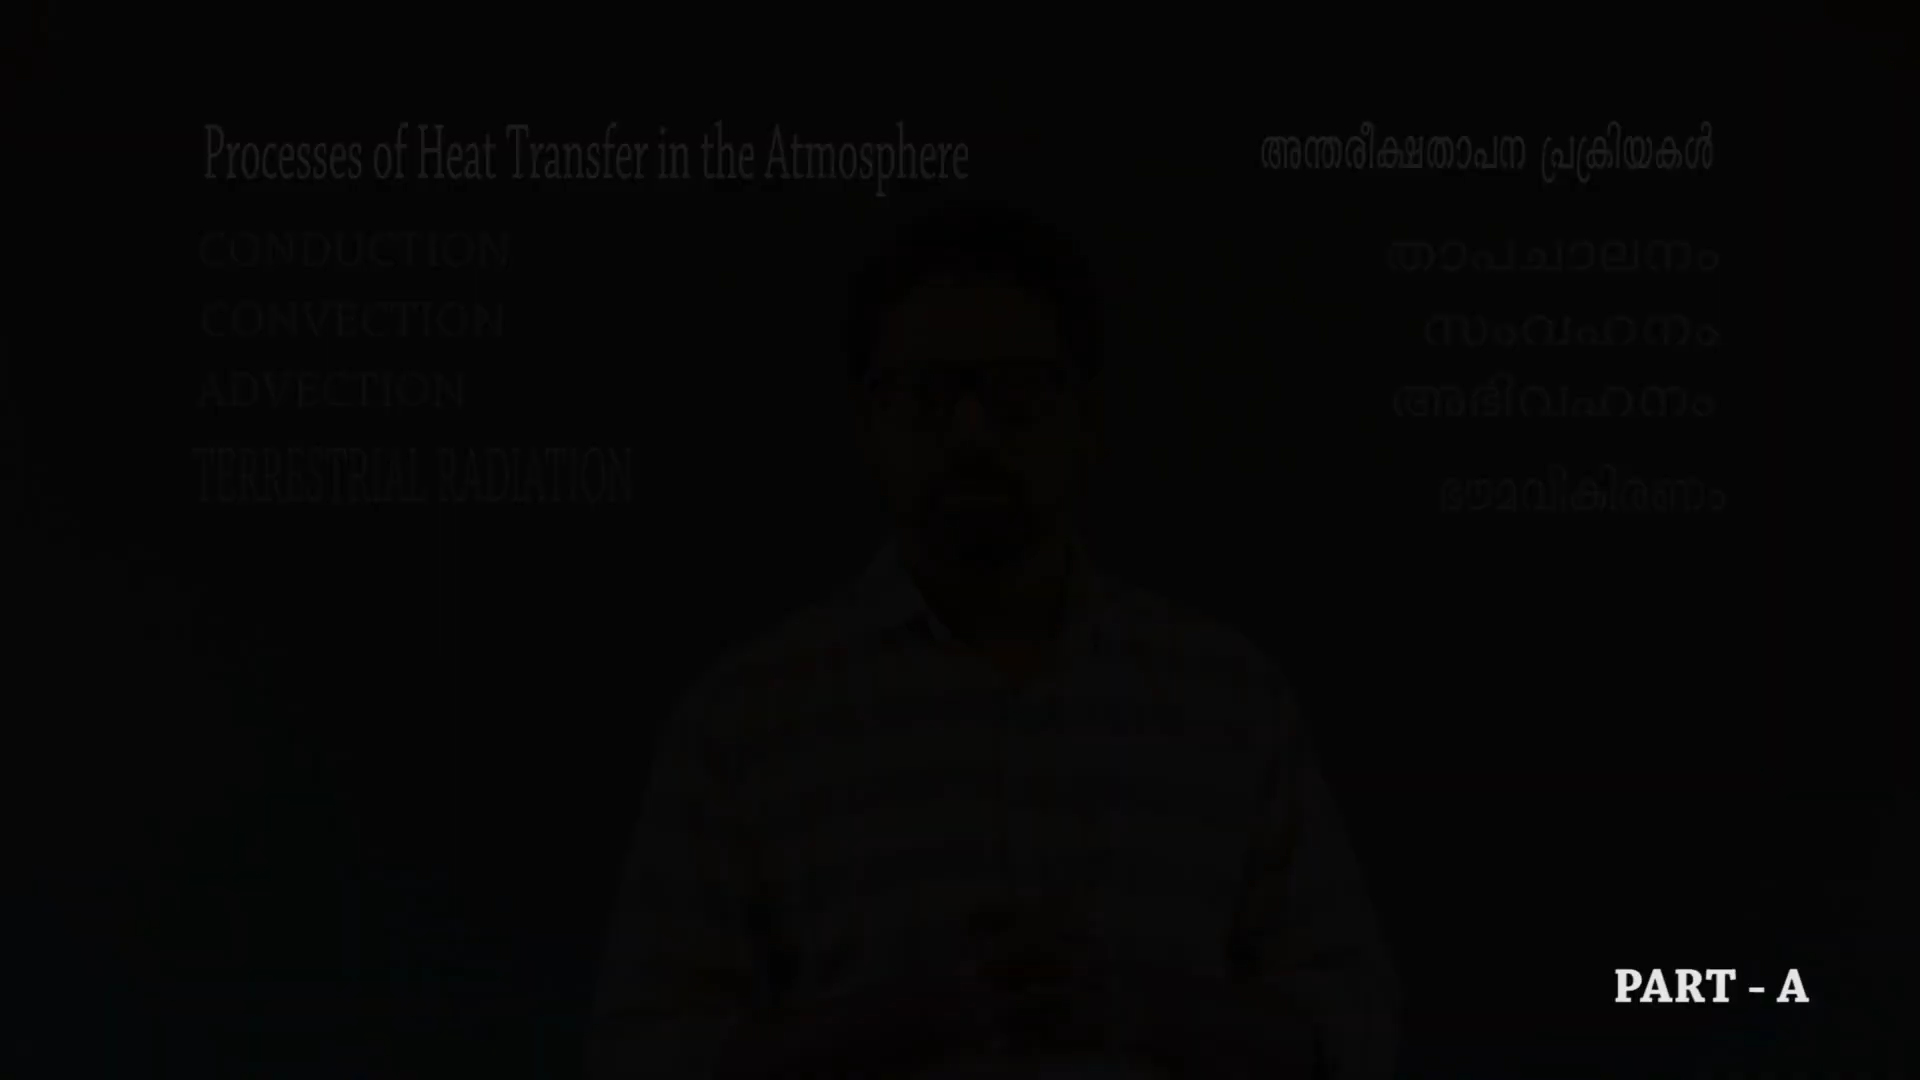 Processes of Heat Transfer in the Atmosphere
അന്തരീക്ഷതാപന പ്രക്രിയകൾ
CONDUCTION
താപചാലനം
CONVECTION
സംവഹനം
ADVECTION
അഭിവഹനം
TERRESTRIAL RADIATION
ഭൗമവികിരണം
PART - A